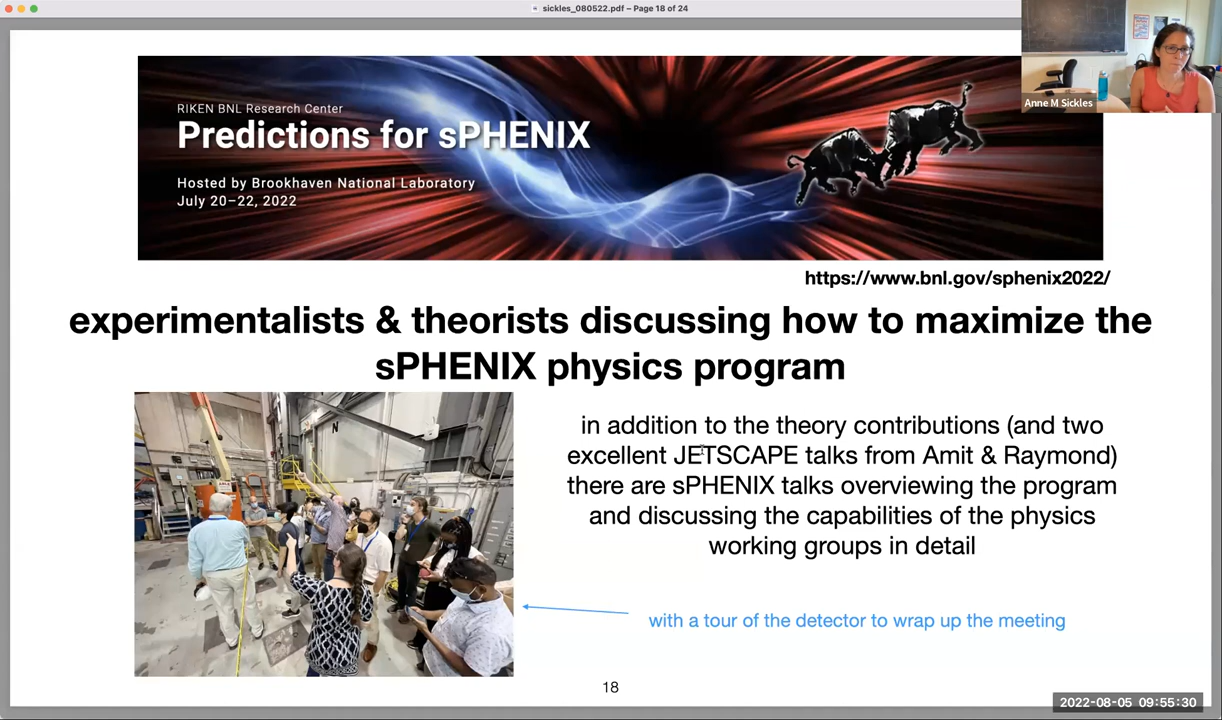 sickles_080522.pdf – Page 18 of 24
RIKEN BNL Research Center
Predictions for sPHENIX
Hosted by Brookhaven National Laboratory
July 20–22, 2022
Anne M Sickles
https://www.bnl.gov/sphenix2022/
experimentalists & theorists discussing how to maximize the
sPHENIX physics program
in addition to the theory contributions (and two
excellent JETSCAPE talks from Amit & Raymond)
there are sPHENIX talks overviewing the program
and discussing the capabilities of the physics
working groups in detail
N
with a tour of the detector to wrap up the meeting
18
2022-08-05 09:55:30